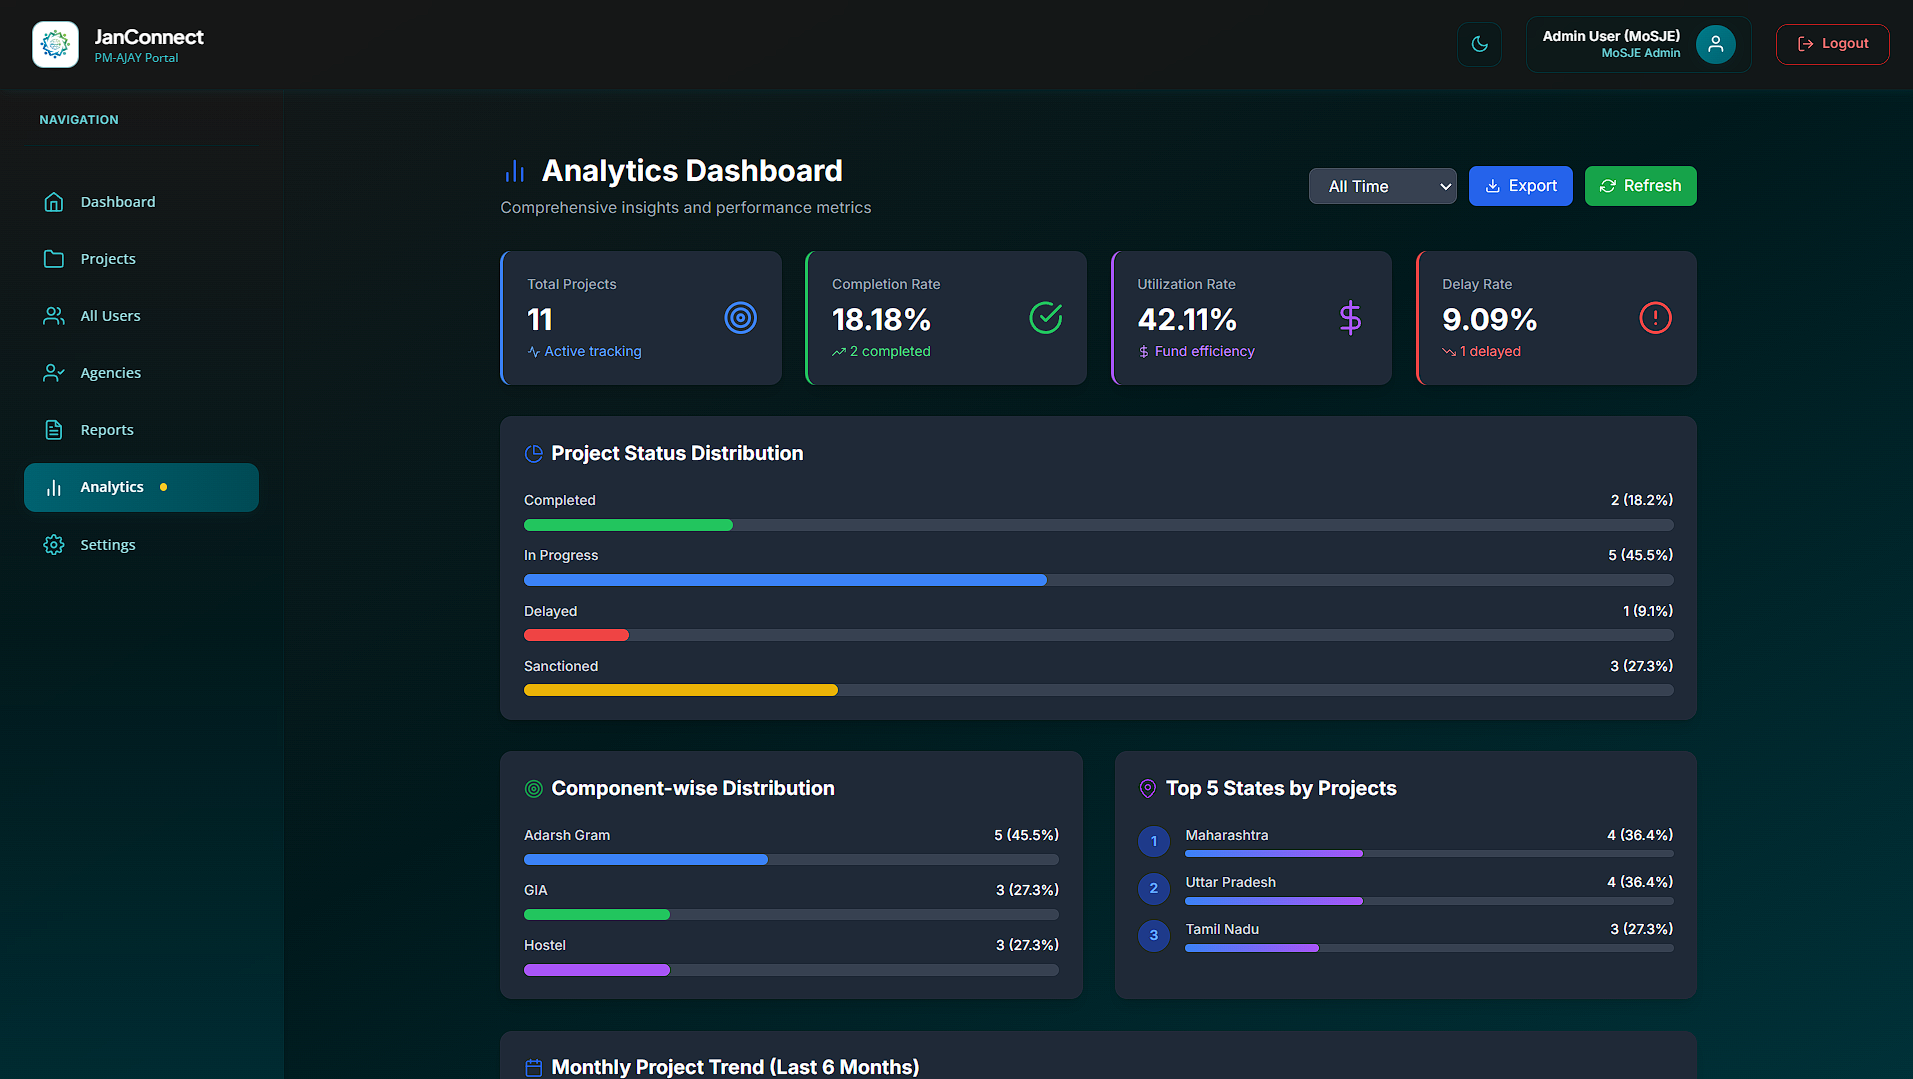 JanConnect
PM-AJAY Portal
Admin User (MoSJE)
MoSJE Admin
Logout
NAVIGATION
Dashboard
Projects
All Users
Agencies
Reports
Analytics
Settings
Analytics Dashboard
Comprehensive insights and performance metrics
All Time
Export
Refresh
Total Projects
11
Active tracking
Completion Rate
18.18%
2 completed
Utilization Rate
42.11%
Fund efficiency
Delay Rate
9.09%
1 delayed
Project Status Distribution
Completed 2 (18.2%)
In Progress 5 (45.5%)
Delayed 1 (9.1%)
Sanctioned 3 (27.3%)
Component-wise Distribution
Adarsh Gram 5 (45.5%)
GIA 3 (27.3%)
Hostel 3 (27.3%)
Top 5 States by Projects
1 Maharashtra 4 (36.4%)
2 Uttar Pradesh 4 (36.4%)
3 Tamil Nadu 3 (27.3%)
Monthly Project Trend (Last 6 Months)